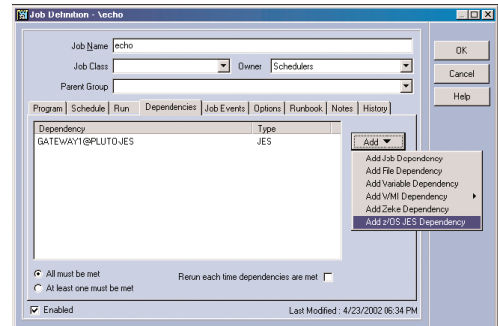 Job Definition - \echo
Job Name echo
OK
Job Class Owner Schedulers
Cancel
Parent Group
Help
Program Schedule Run Dependencies Job Events Options Runbook Notes History
Dependency Type
Add
GATEWAY1@PLUTOJES JES
Add Job Dependency
Add File Dependency
Add Variable Dependency
Add WMI Dependency
Add Zeke Dependency
Add z/OS JES Dependency
All must be met
Rerun each time dependencies are met
At least one must be met
Enabled
Last Modified : 4/23/2002 06:34 PM